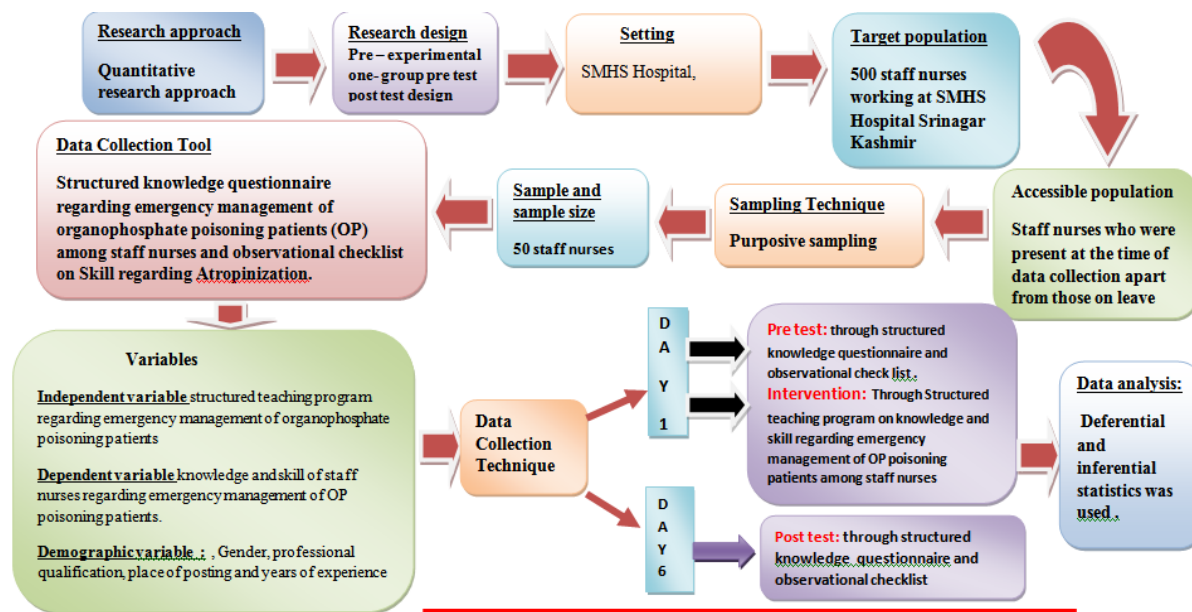 Research approach
Quantitative
research approach
Research design
Pre – experimental
one-group pre test
post test design
Setting
SMHS Hospital,
Target population
500 staff nurses
working at SMHS
Hospital Srinagar
Kashmir
Accessible population
Staff nurses who were
present at the time of
data collection apart
from those on leave
Sampling Technique
Purposive sampling
Sample and
sample size
50 staff nurses
Data Collection Tool
Structured knowledge questionnaire
regarding emergency management of
organophosphate poisoning patients (OP)
among staff nurses and observational checklist
on Skill regarding Atropinization.
Variables
Independent variable structured teaching program
regarding emergency management of organophosphate
poisoning patients
Dependent variable knowledge and skill of staff
nurses regarding emergency management of OP
poisoning patients.
Demographic variable : , Gender, professional
qualification, place of posting and years of experience
Data
Collection
Technique
D
A
Y
1
Pre test: through structured
knowledge questionnaire and
observational check list .
Intervention: Through Structured
teaching program on knowledge and
skill regarding emergency
management of OP poisoning
patients among staff nurses
D
A
Y
6
Post test: through structured
knowledge questionnaire and
observational checklist
Data analysis:
Deferential
and
inferential
statistics was
used .